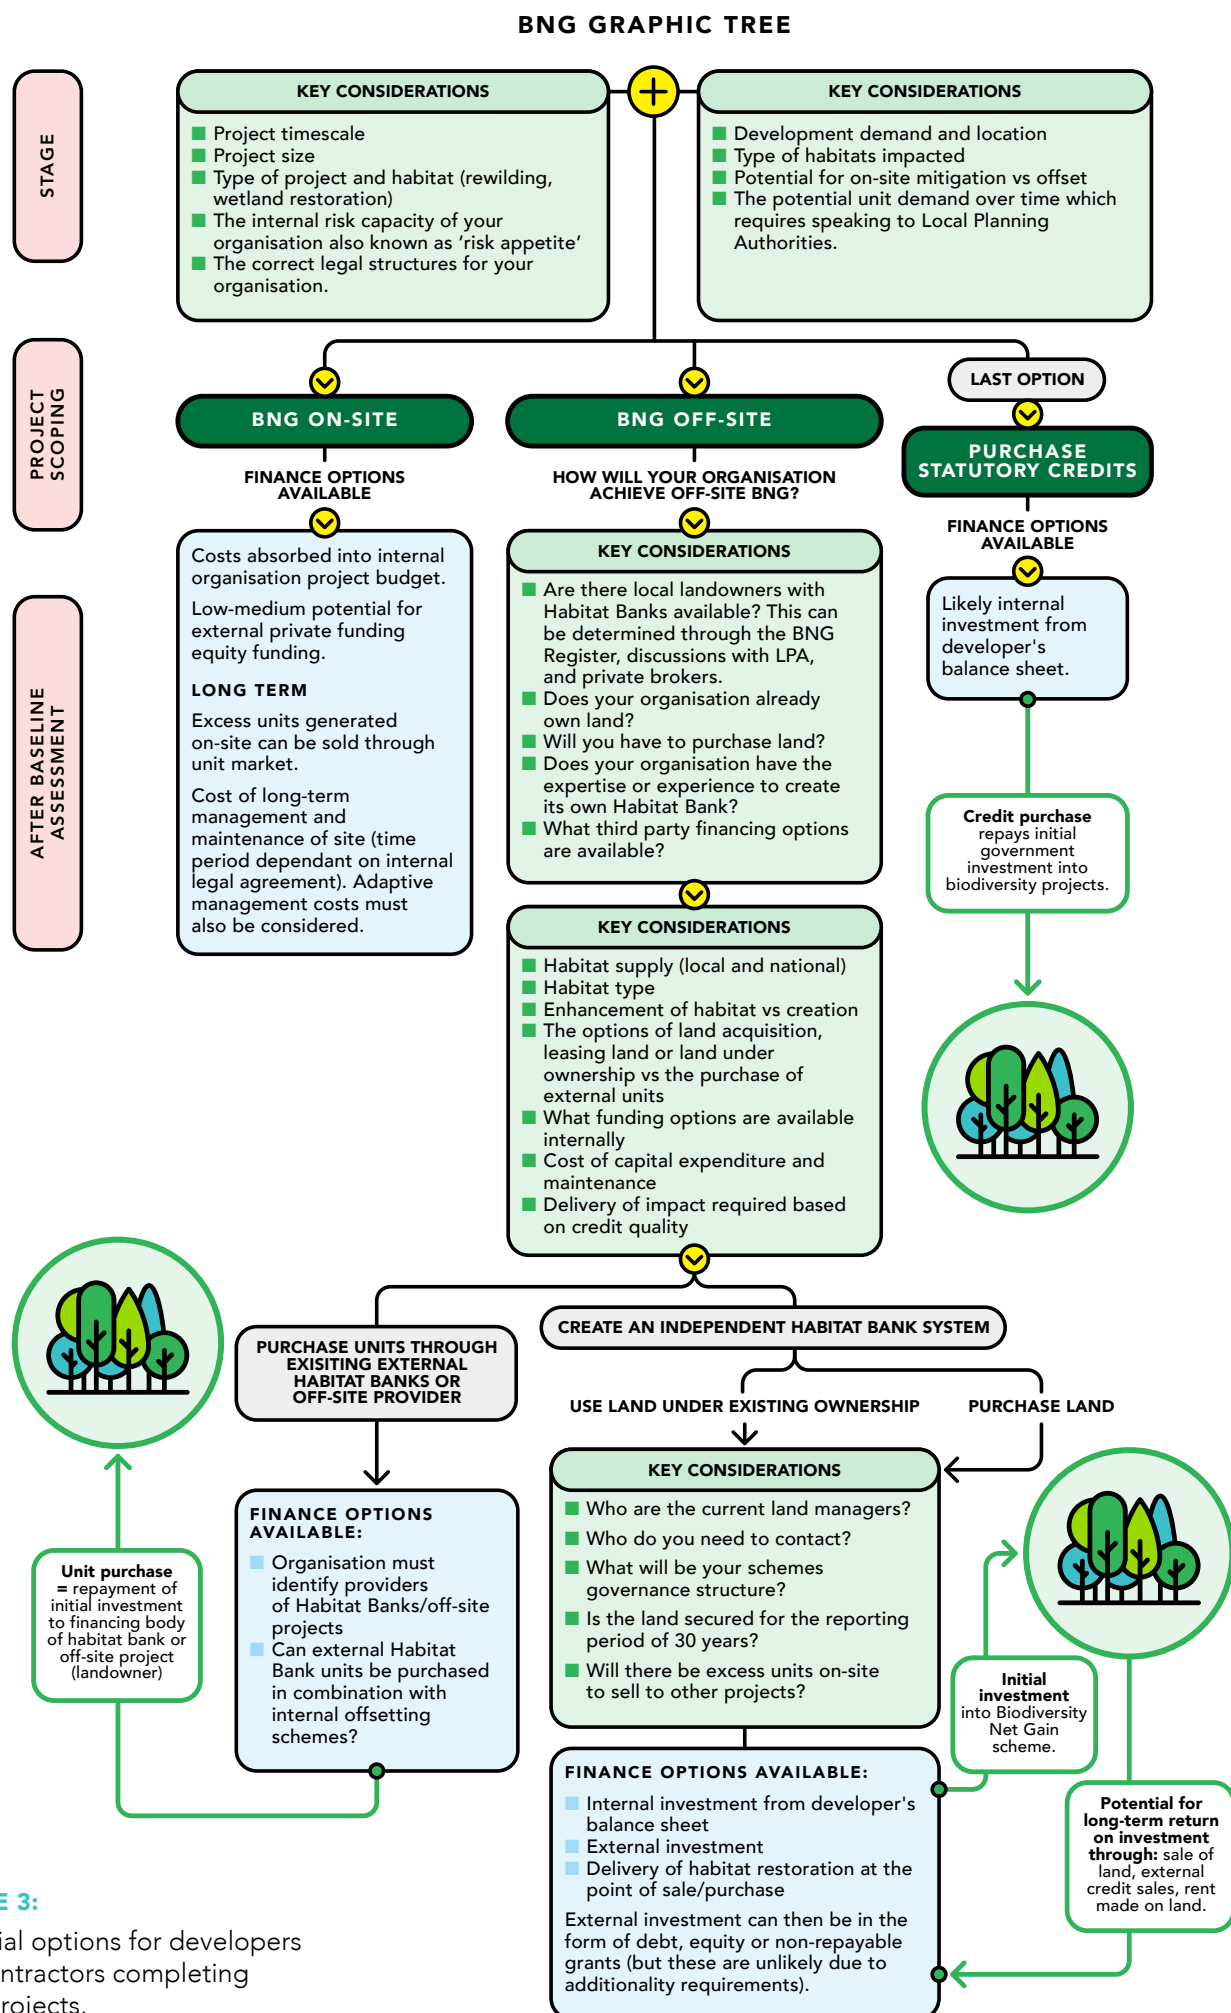 BNG GRAPHIC TREE
STAGE
KEY CONSIDERATIONS
Project timescale
Project size
Type of project and habitat (rewilding,
wetland restoration)
The internal risk capacity of your
organisation also known as ‘risk appetite’
The correct legal structures for your
organisation.
KEY CONSIDERATIONS
Development demand and location
Type of habitats impacted
Potential for on-site mitigation vs offset
The potential unit demand over time which
requires speaking to Local Planning
Authorities.
PROJECT
SCOPING
BNG ON-SITE
FINANCE OPTIONS
AVAILABLE
BNG OFF-SITE
HOW WILL YOUR ORGANISATION
ACHIEVE OFF-SITE BNG?
LAST OPTION
PURCHASE
STATUTORY CREDITS
FINANCE OPTIONS
AVAILABLE
AFTER BASELINE
ASSESSMENT
Costs absorbed into internal
organisation project budget.
Low-medium potential for
external private funding
equity funding.
LONG TERM
Excess units generated
on-site can be sold through
unit market.
Cost of long-term
management and
maintenance of site (time
period dependant on internal
legal agreement). Adaptive
management costs must
also be considered.
KEY CONSIDERATIONS
Are there local landowners with
Habitat Banks available? This can
be determined through the BNG
Register, discussions with LPA,
and private brokers.
Does your organisation already
own land?
Will you have to purchase land?
Does your organisation have the
expertise or experience to create
its own Habitat Bank?
What third party financing options
are available?
Likely internal
investment from
developer's
balance sheet.
Credit purchase
repays initial
government
investment into
biodiversity projects.
KEY CONSIDERATIONS
Habitat supply (local and national)
Habitat type
Enhancement of habitat vs creation
The options of land acquisition,
leasing land or land under
ownership vs the purchase of
external units
What funding options are available
internally
Cost of capital expenditure and
maintenance
Delivery of impact required based
on credit quality
PURCHASE UNITS THROUGH
EXISITING EXTERNAL
HABITAT BANKS OR
OFF-SITE PROVIDER
CREATE AN INDEPENDENT HABITAT BANK SYSTEM
USE LAND UNDER EXISTING OWNERSHIP
PURCHASE LAND
Unit purchase
= repayment of
initial investment
to financing body
of habitat bank or
off-site project
(landowner)
FINANCE OPTIONS
AVAILABLE:
Organisation must
identify providers
of Habitat Banks/off-site
projects
Can external Habitat
Bank units be purchased
in combination with
internal offsetting
schemes?
KEY CONSIDERATIONS
Who are the current land managers?
Who do you need to contact?
What will be your schemes
governance structure?
Is the land secured for the reporting
period of 30 years?
Will there be excess units on-site
to sell to other projects?
Initial
investment
into Biodiversity
Net Gain
scheme.
FINANCE OPTIONS AVAILABLE:
Internal investment from developer's
balance sheet
External investment
Delivery of habitat restoration at the
point of sale/purchase
External investment can then be in the
form of debt, equity or non-repayable
grants (but these are unlikely due to
additionality requirements).
Potential for
long-term return
on investment
through: sale of
land, external
credit sales, rent
made on land.
3:
options for developers
completing